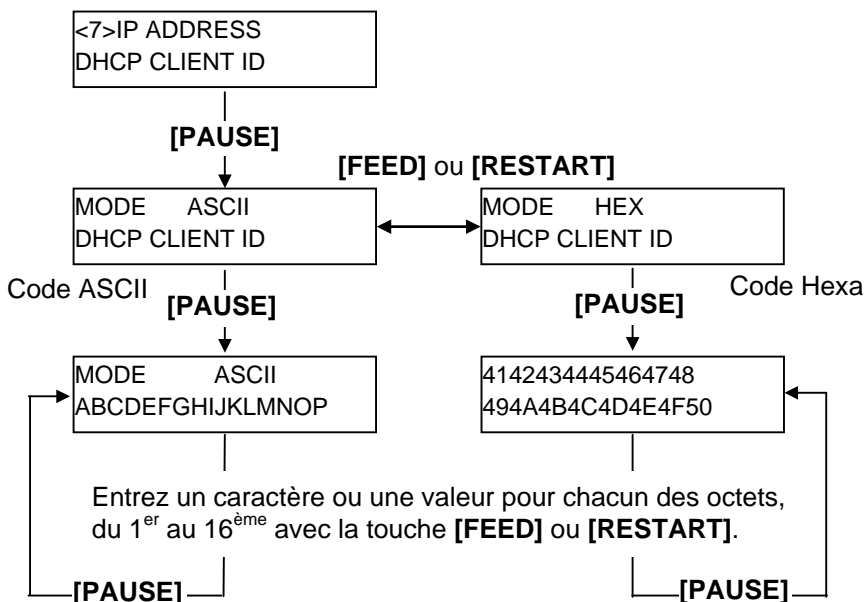 <7>IP ADDRESS
DHCP CLIENT ID
[PAUSE]
[FEED] ou [RESTART]
MODE ASCII
DHCP CLIENT ID
MODE HEX
DHCP CLIENT ID
Code ASCII
[PAUSE]
[PAUSE]
Code Hexa
MODE ASCII
ABCDEFGHIJKLMNOP
4142434445464748
494A4B4C4D4E4F50
Entrez un caractère ou une valeur pour chacun des octets,
du 1er au 16ème avec la touche [FEED] ou [RESTART].
[PAUSE]
[PAUSE]